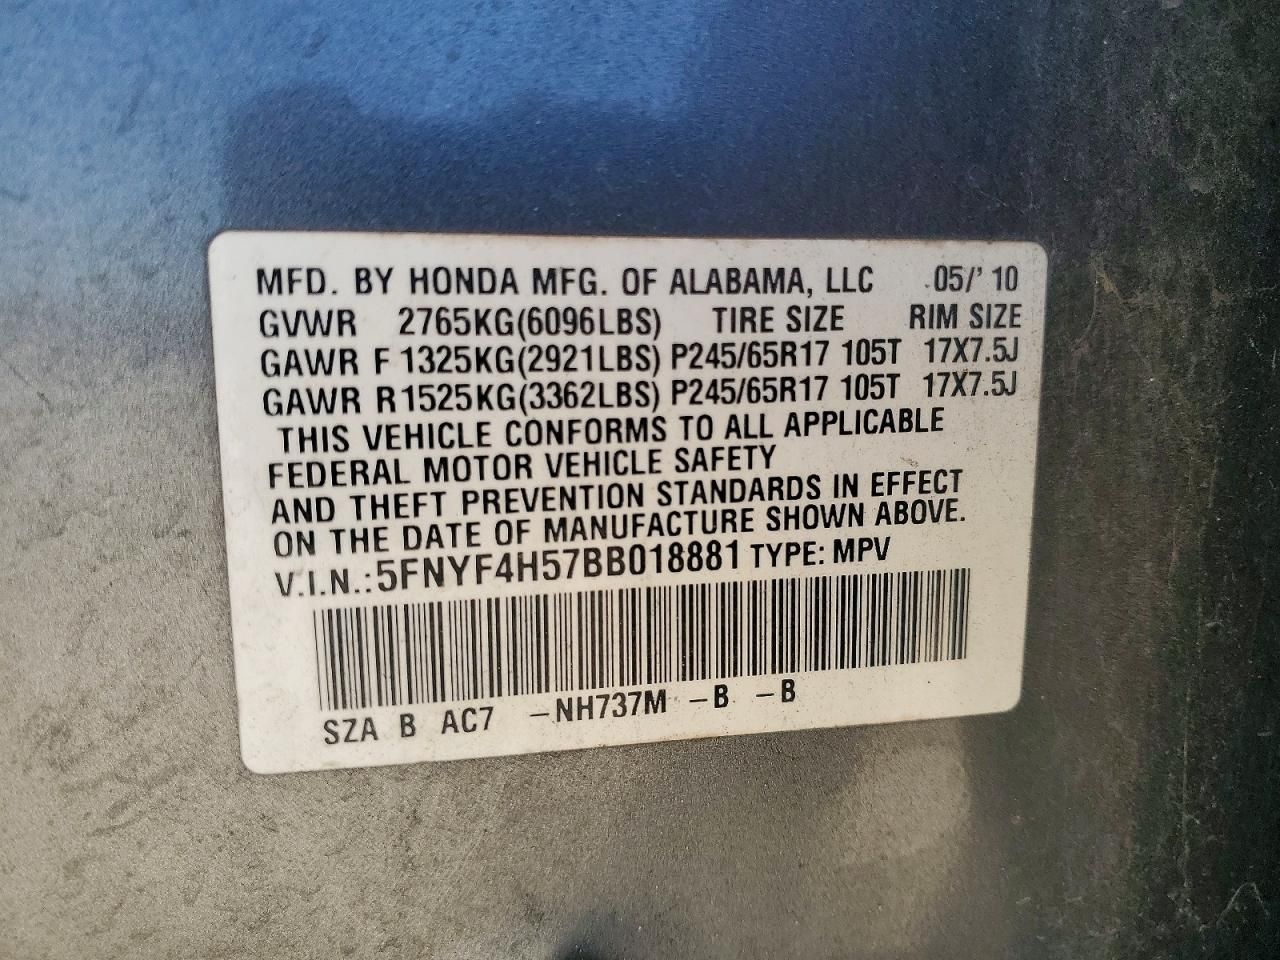 MFD. BY HONDA MFG. OF ALABAMA, LLC 05/'10
GVWR 2765KG(6096LBS) TIRE SIZE RIM SIZE
GAWR F 1325KG(2921LBS) P245/65R17 105T 17X7.5J
GAWR R 1525KG(3362LBS) P245/65R17 105T 17X7.5J
THIS VEHICLE CONFORMS TO ALL APPLICABLE
FEDERAL MOTOR VEHICLE SAFETY
AND THEFT PREVENTION STANDARDS IN EFFECT
ON THE DATE OF MANUFACTURE SHOWN ABOVE.
V.I.N.: 5FNYF4H57BB018881 TYPE: MPV
SZA B AC7 -NH737M -B -B